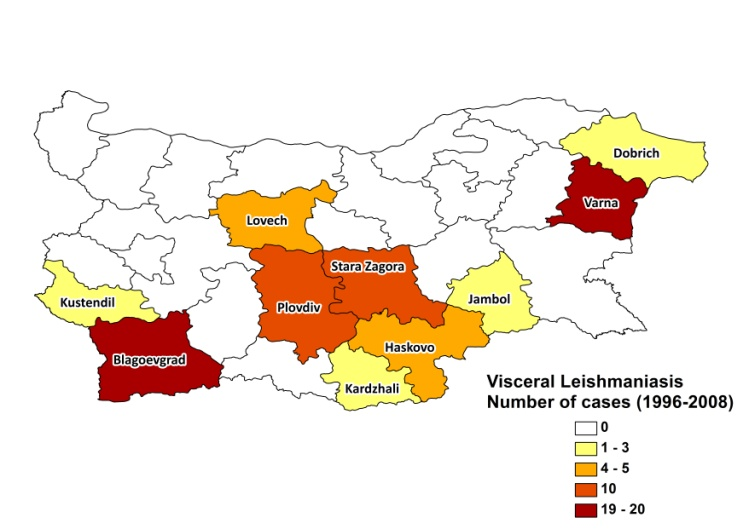 Dobrich
Varna
Lovech
Stara Zagora
Kustendil
Plovdiv
Jambol
Blagoevgrad
Haskovo
Kardzhali
Visceral Leishmaniasis
Number of cases (1996-2008)
0
1 - 3
4 - 5
10
19 - 20